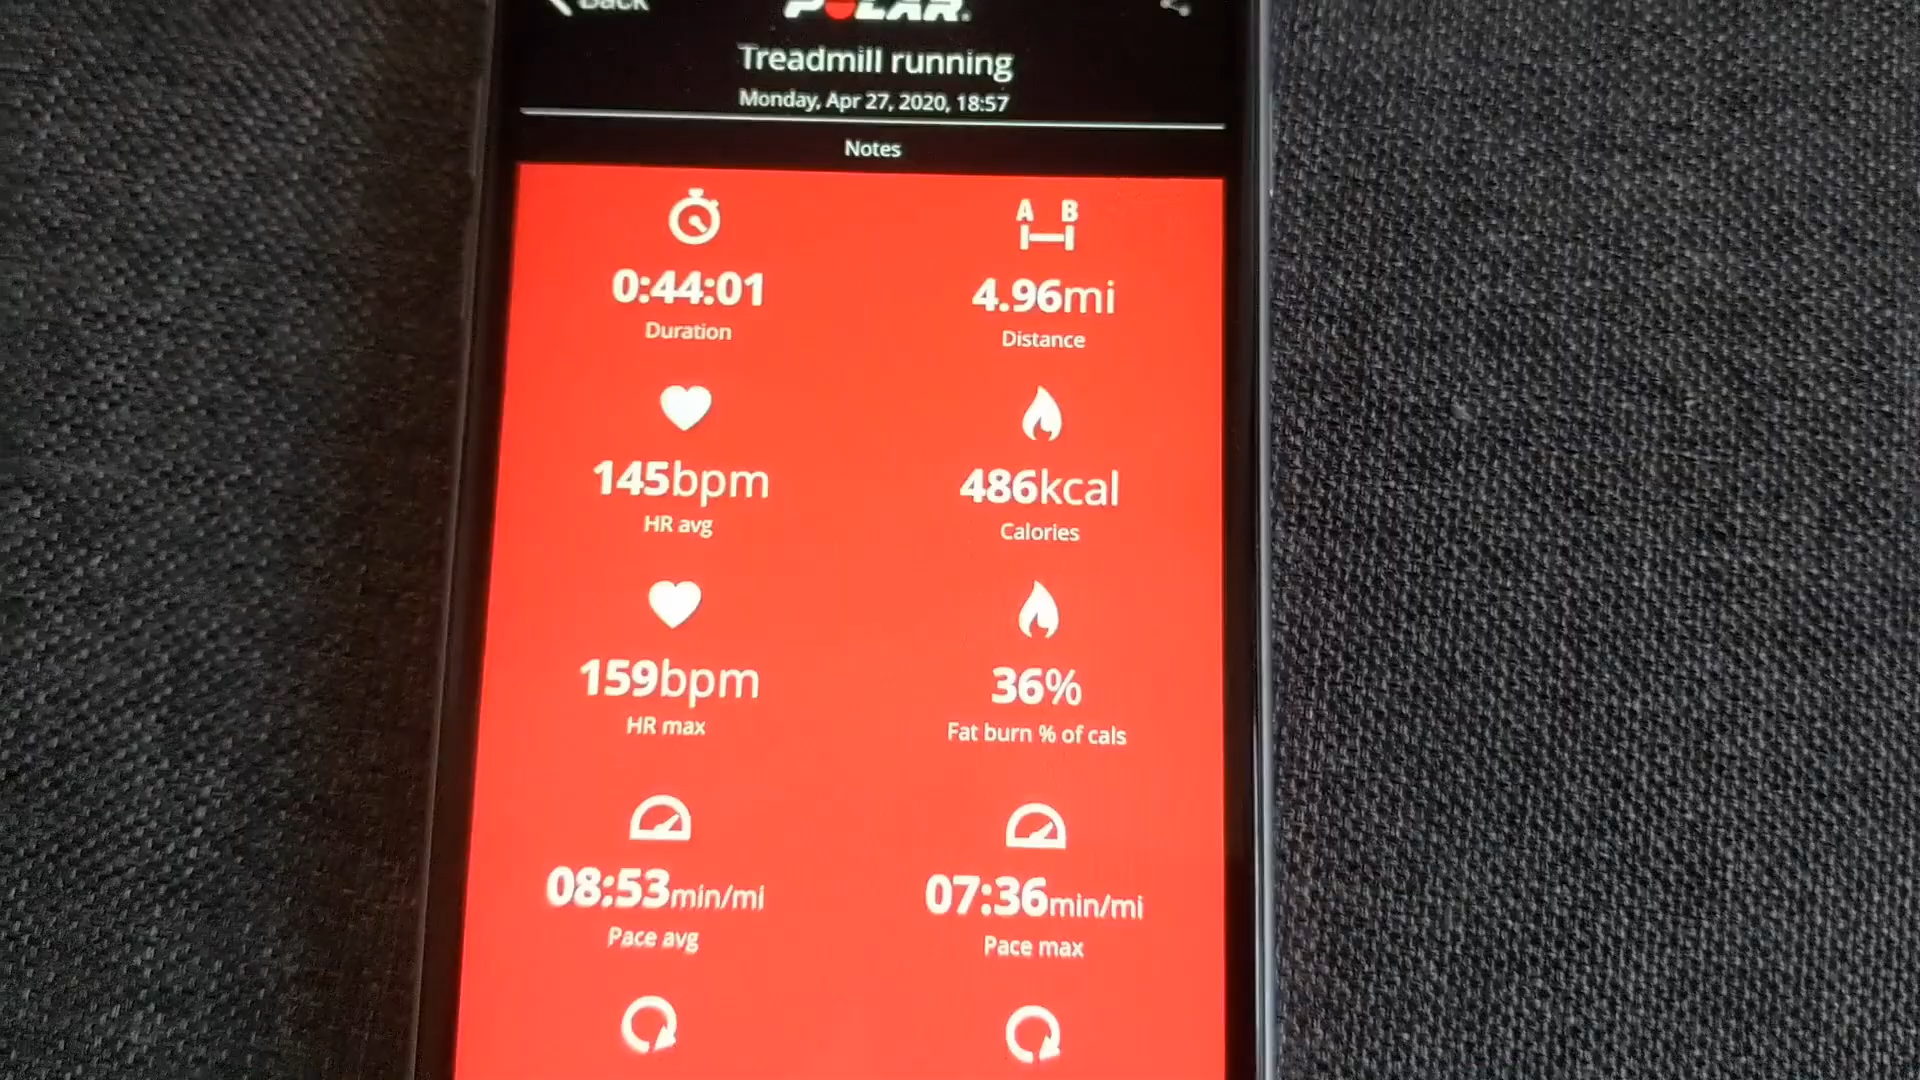 Back
POLAR
Treadmill running
Monday, Apr 27, 2020, 18:57
Notes
A B
0:44:01
4.96mi
Duration
Distance
145bpm
486kcal
HR avg
Calories
159bpm
36%
HR max
Fat burn % of cals
08:53min/mi
07:36min/mi
Pace avg
Pace max